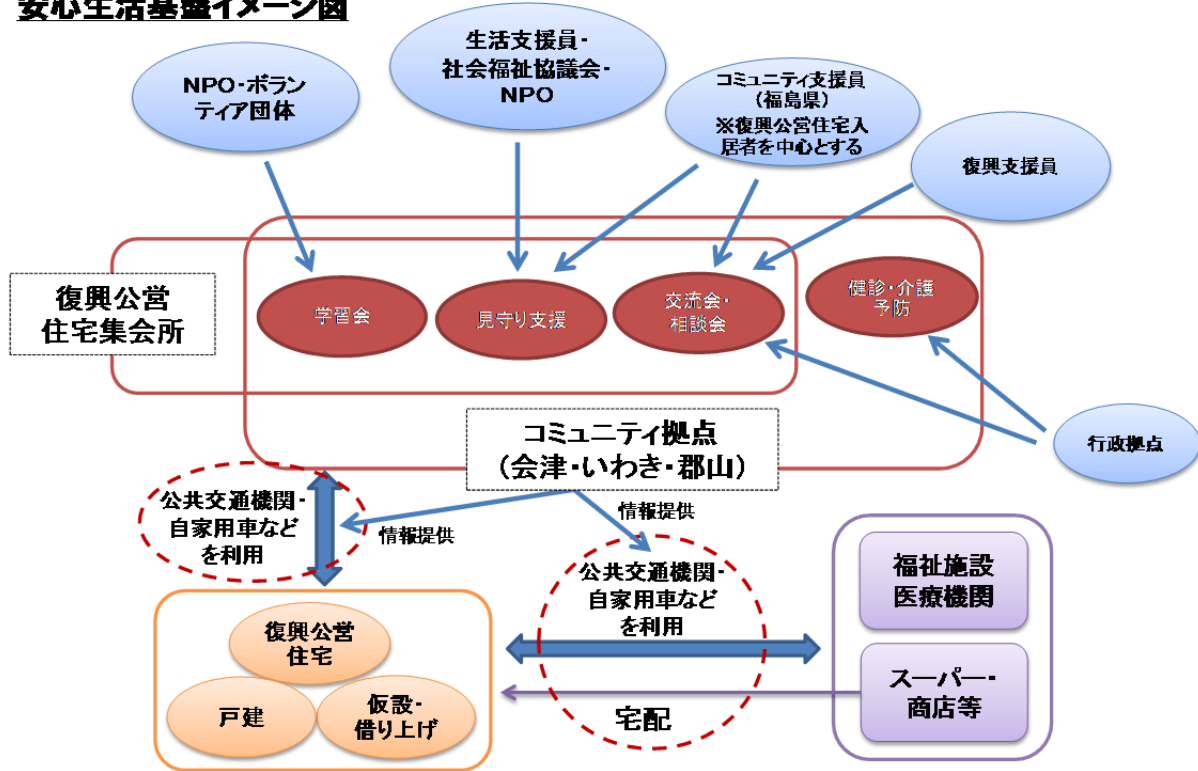 安心生活基盤イメージ図
NPO・ボラン
ティア団体
生活支援員・
社会福祉協議会・
NPO
コミュニティ支援員
（福島県）
※復興公営住宅入
居者を中心とする
復興支援員
復興公営
住宅集会所
学習会
見守り支援
交流会・
相談会
健診・介護
予防
コミュニティ拠点
（会津・いわき・郡山）
行政拠点
公共交通機関・
自家用車など
を利用
情報提供
情報提供
公共交通機関・
自家用車など
を利用
福祉施設
医療機関
復興公営
住宅
戸建
仮設・
借り上げ
宅配
スーパー・
商店等